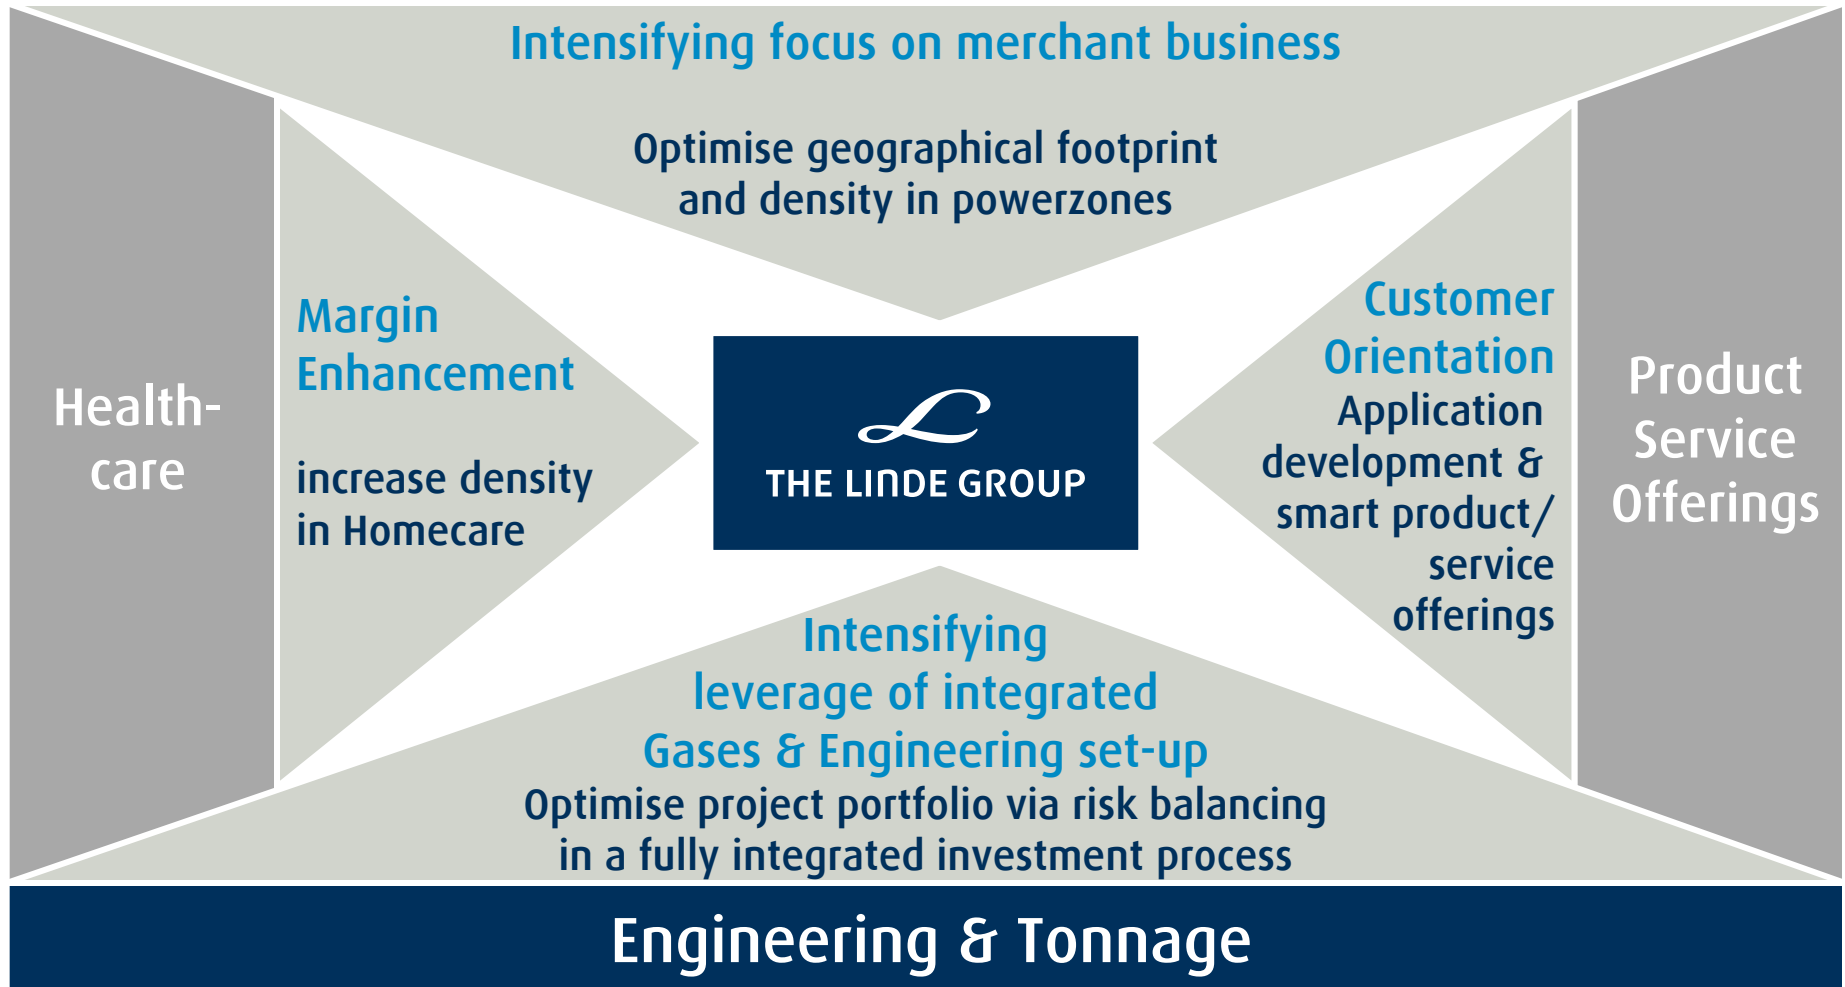 Intensifying focus on merchant business
Optimise geographical footprint
and density in powerzones
Health-
care
Margin
Enhancement
increase density
in Homecare
THE LINDE GROUP
Customer
Orientation
Application
development &
smart product/
service
offerings
Product
Service
Offerings
Intensifying
leverage of integrated
Gases & Engineering set-up
Optimise project portfolio via risk balancing
in a fully integrated investment process
Engineering & Tonnage